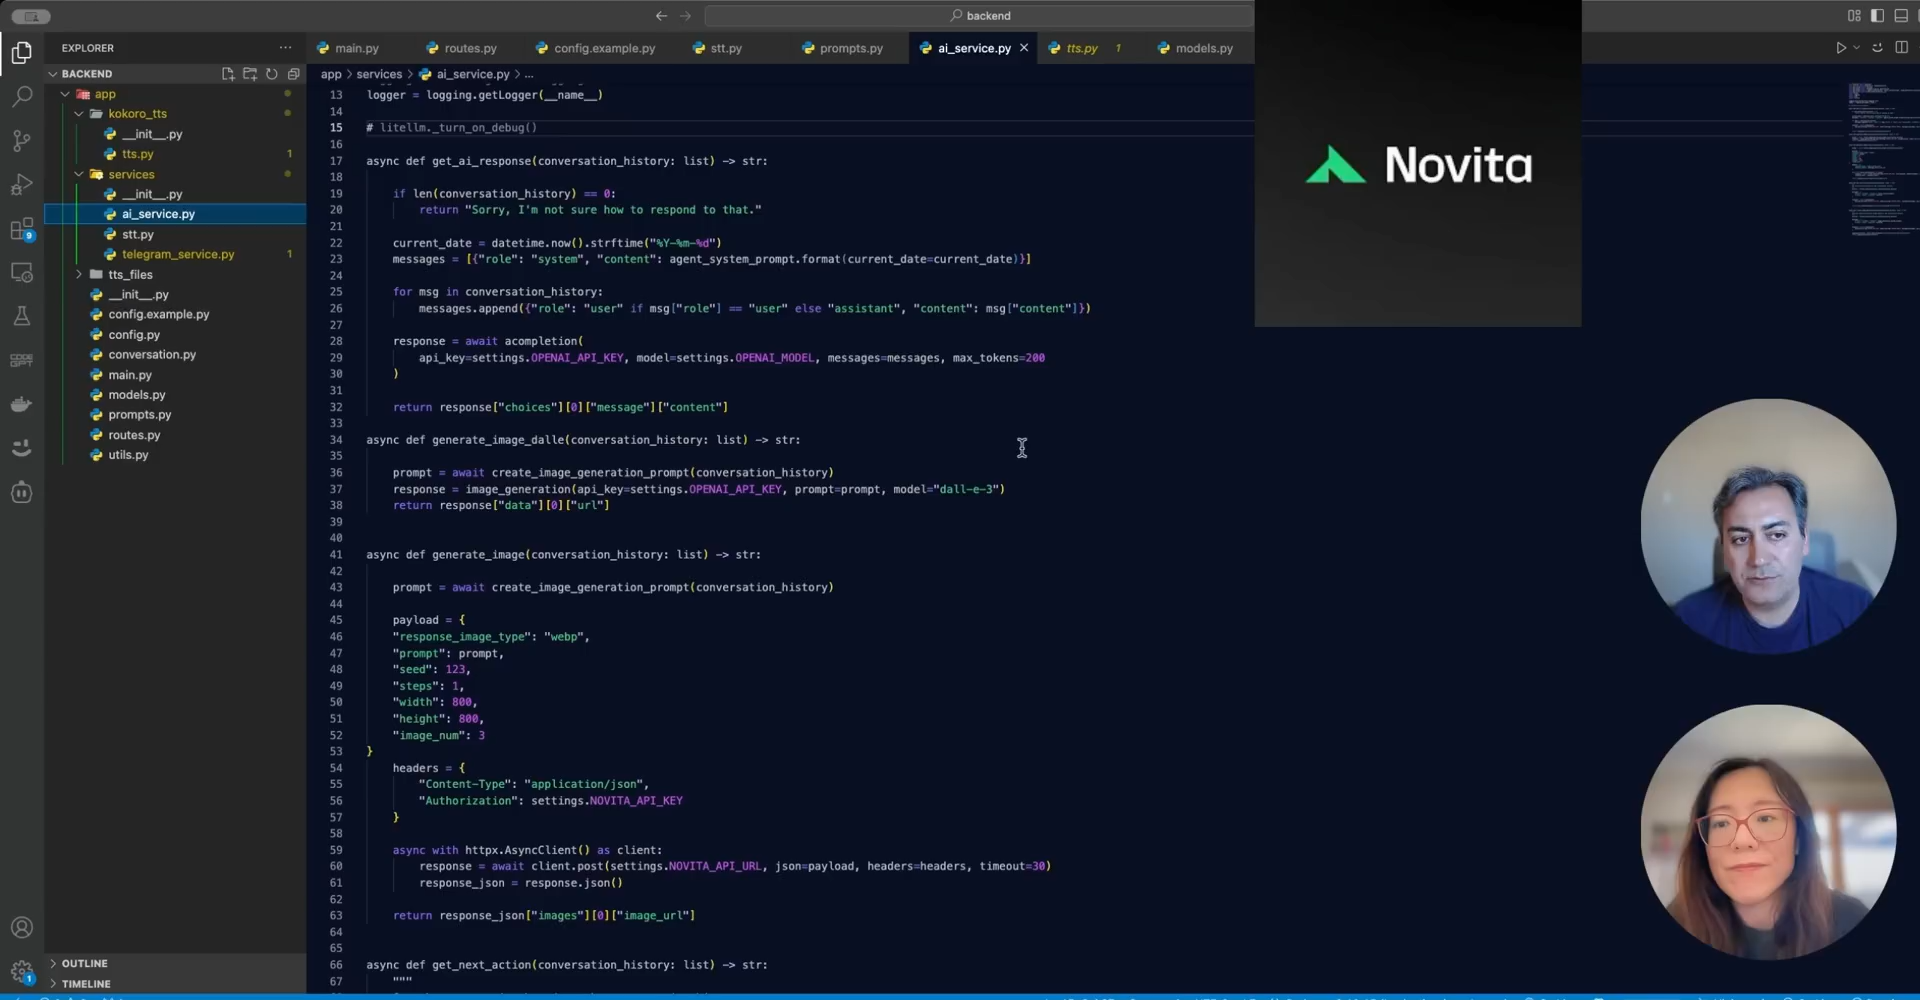 backend
EXPLORER
main.py
routes.py
config.example.py
stt.py
prompts.py
ai_service.py
tts.py 1
models.py
BACKEND
app
kokoro_tts
__init__.py
tts.py 1
services
__init__.py
ai_service.py
stt.py
telegram_service.py 1
tts_files
__init__.py
config.example.py
config.py
conversation.py
main.py
models.py
prompts.py
routes.py
utils.py
OUTLINE
TIMELINE
9
1
app > services > ai_service.py > ...
13 logger = logging.getLogger(__name__)
14
15 # litellm._turn_on_debug()
16
17 async def get_ai_response(conversation_history: list) -> str:
18
19 if len(conversation_history) == 0:
20 return "Sorry, I'm not sure how to respond to that."
21
22 current_date = datetime.now().strftime("%Y-%m-%d")
23 messages = [{"role": "system", "content": agent_system_prompt.format(current_date=current_date)}]
24
25 for msg in conversation_history:
26 messages.append({"role": "user" if msg["role"] == "user" else "assistant", "content": msg["content"]})
27
28 response = await acompletion(
29 api_key=settings.OPENAI_API_KEY, model=settings.OPENAI_MODEL, messages=messages, max_tokens=200
30 )
31
32 return response["choices"][0]["message"]["content"]
33
34 async def generate_image_dalle(conversation_history: list) -> str:
35
36 prompt = await create_image_generation_prompt(conversation_history)
37 response = image_generation(api_key=settings.OPENAI_API_KEY, prompt=prompt, model="dall-e-3")
38 return response["data"][0]["url"]
39
40
41 async def generate_image(conversation_history: list) -> str:
42
43 prompt = await create_image_generation_prompt(conversation_history)
44
45 payload = {
46 "response_image_type": "webp",
47 "prompt": prompt,
48 "seed": 123,
49 "steps": 1,
50 "width": 800,
51 "height": 800,
52 "image_num": 3
53 }
54 headers = {
55 "Content-Type": "application/json",
56 "Authorization": settings.NOVITA_API_KEY
57 }
58
59 async with httpx.AsyncClient() as client:
60 response = await client.post(settings.NOVITA_API_URL, json=payload, headers=headers, timeout=30)
61 response_json = response.json()
62
63 return response_json["images"][0]["image_url"]
64
65
66 async def get_next_action(conversation_history: list) -> str:
67 """
Novita